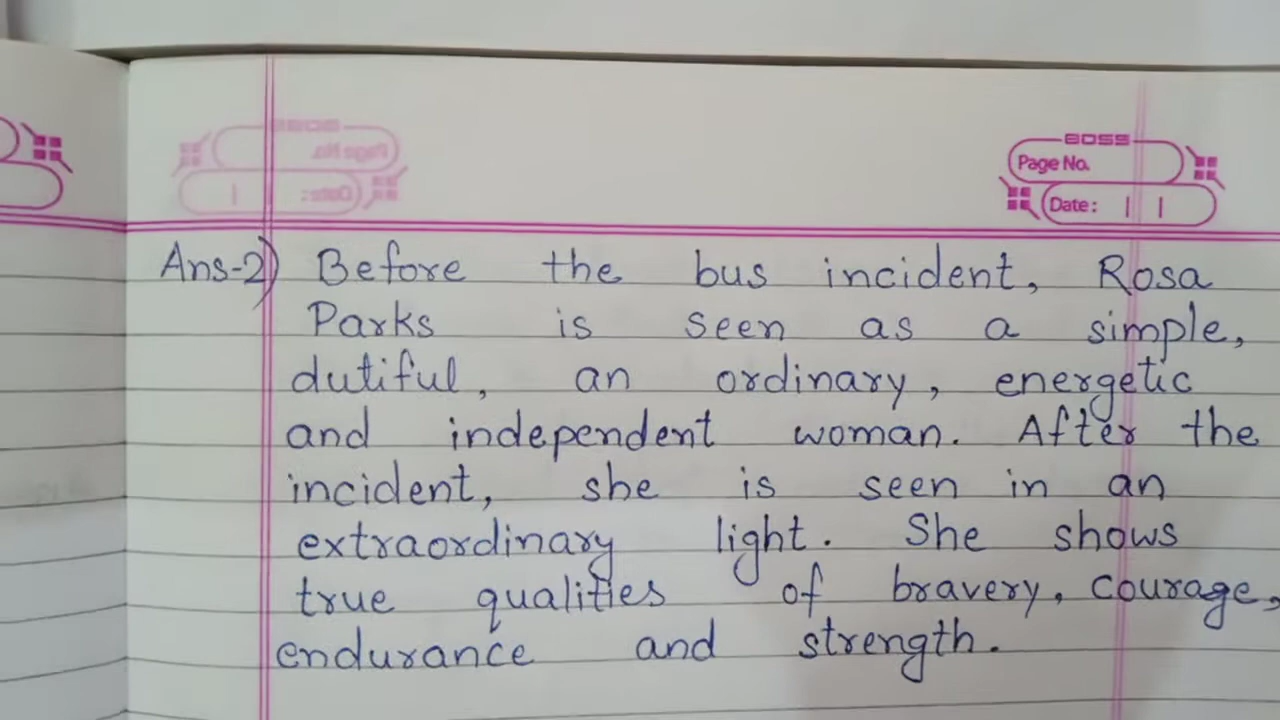 BOSS
Page No.
Date:
Ans-2) Before the bus incident, Rosa
Parks is seen as a simple,
dutiful, an ordinary, energetic
and independent woman. After the
incident, she is seen in an
extraordinary light. She shows
true qualities of bravery, courage,
endurance and strength.